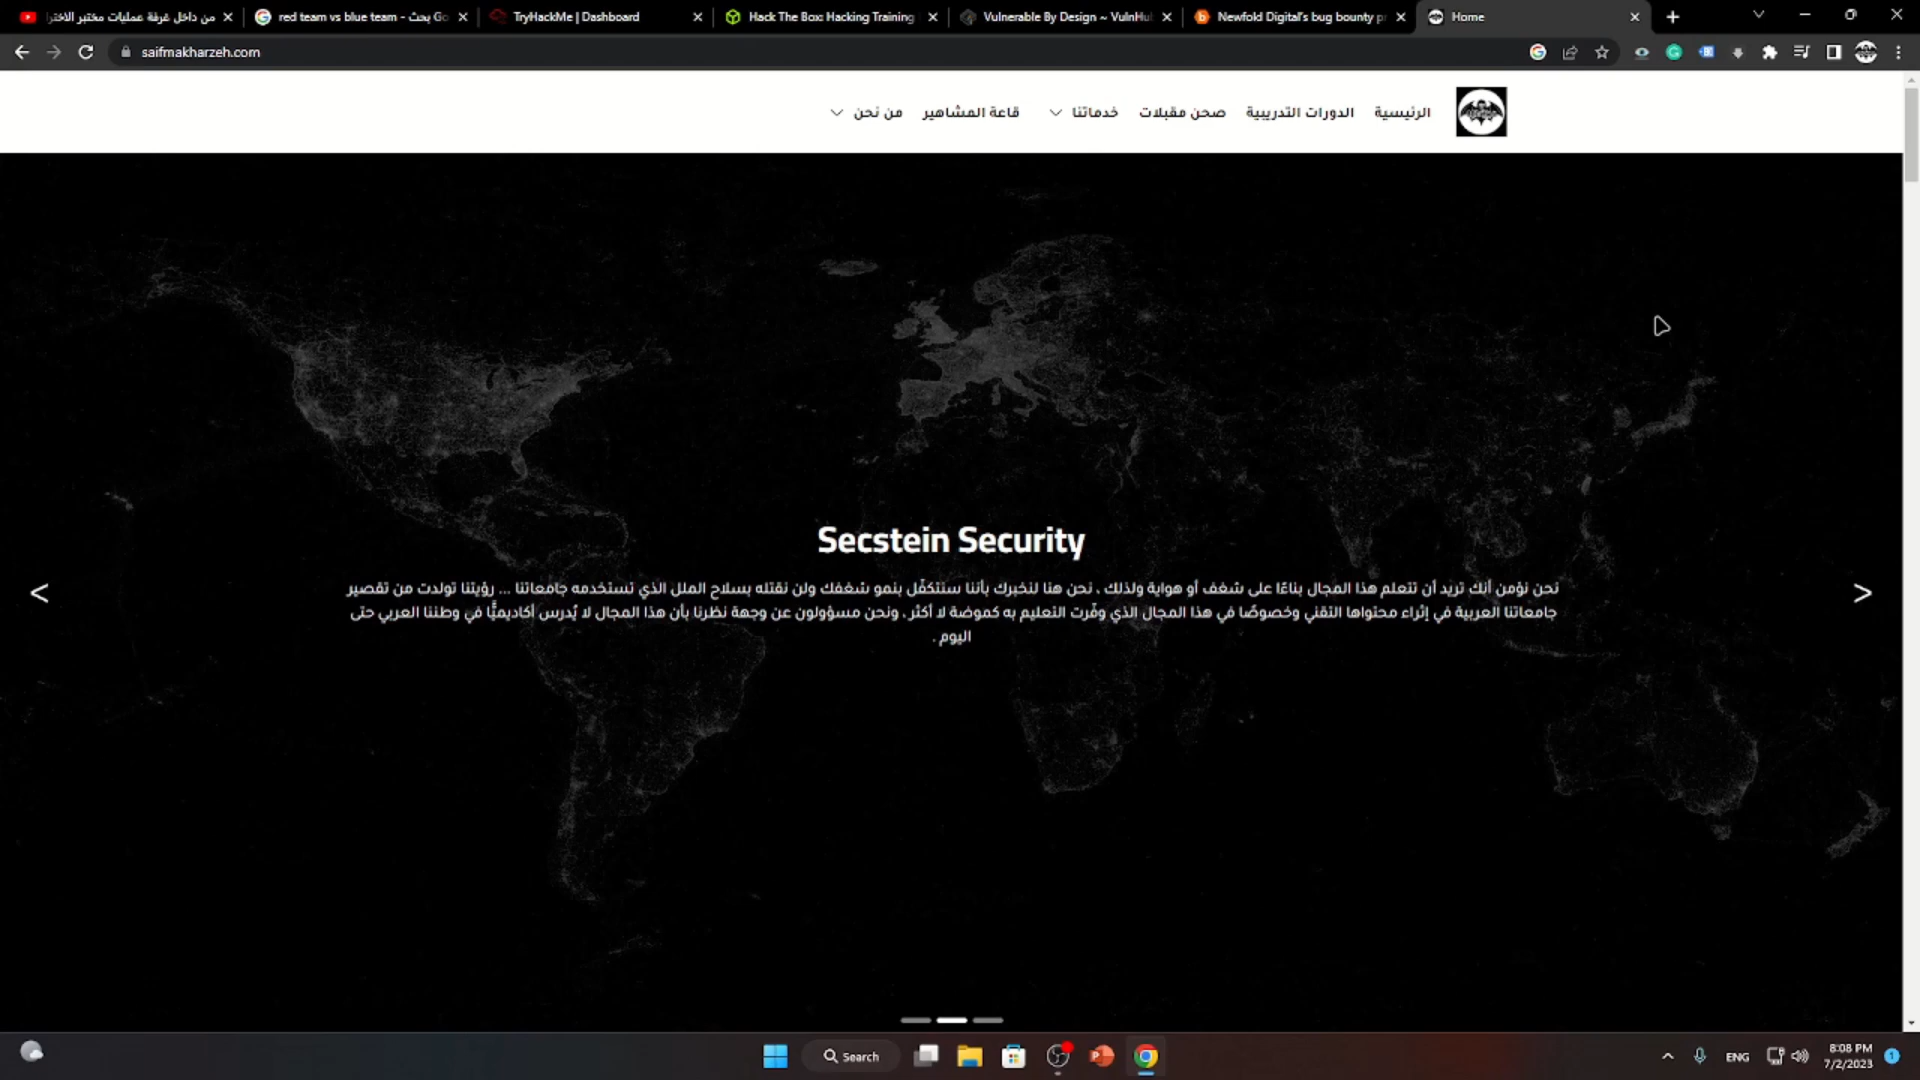 من داخل غرفة عمليات مختبر الاخترا
red team vs blue team - بحث Go
TryHackMe | Dashboard
Hack The Box: Hacking Training
Vulnerable By Design ~ VulnHu
Newfold Digital's bug bounty pr
Home
saifmakharzeh.com
الرئيسية
الدورات التدريبية
صحن مقبلات
خدماتنا
قاعة المشاهير
من نحن
Secstein Security
نحن نؤمن أنك تريد أن تتعلم هذا المجال بناءًا على شغف أو هواية ولذلك ، نحن هنا لنخبرك بأننا سنتكفّل بنمو شغفك ولن نقتله بسلاح الملل الذي تستخدمه جامعاتنا ... رؤيتنا تولدت من تقصير
جامعاتنا العربية في إثراء محتواها التقني وخصوصًا في هذا المجال الذي وفّرت التعليم به كموضة لا أكثر ، ونحن مسؤولون عن وجهة نظرنا بأن هذا المجال لا يُدرس أكاديميًّا في وطننا العربي حتى
اليوم .
Search
ENG
8:08 PM
7/2/2023
1